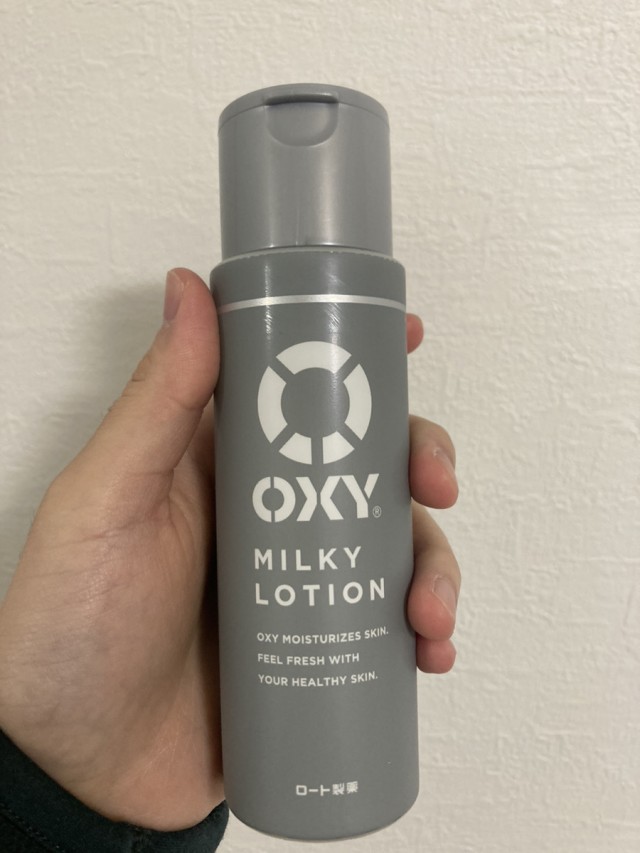 OXY®
MILKY
LOTION
OXY MOISTURIZES SKIN.
FEEL FRESH WITH
YOUR HEALTHY SKIN.
ロート製薬